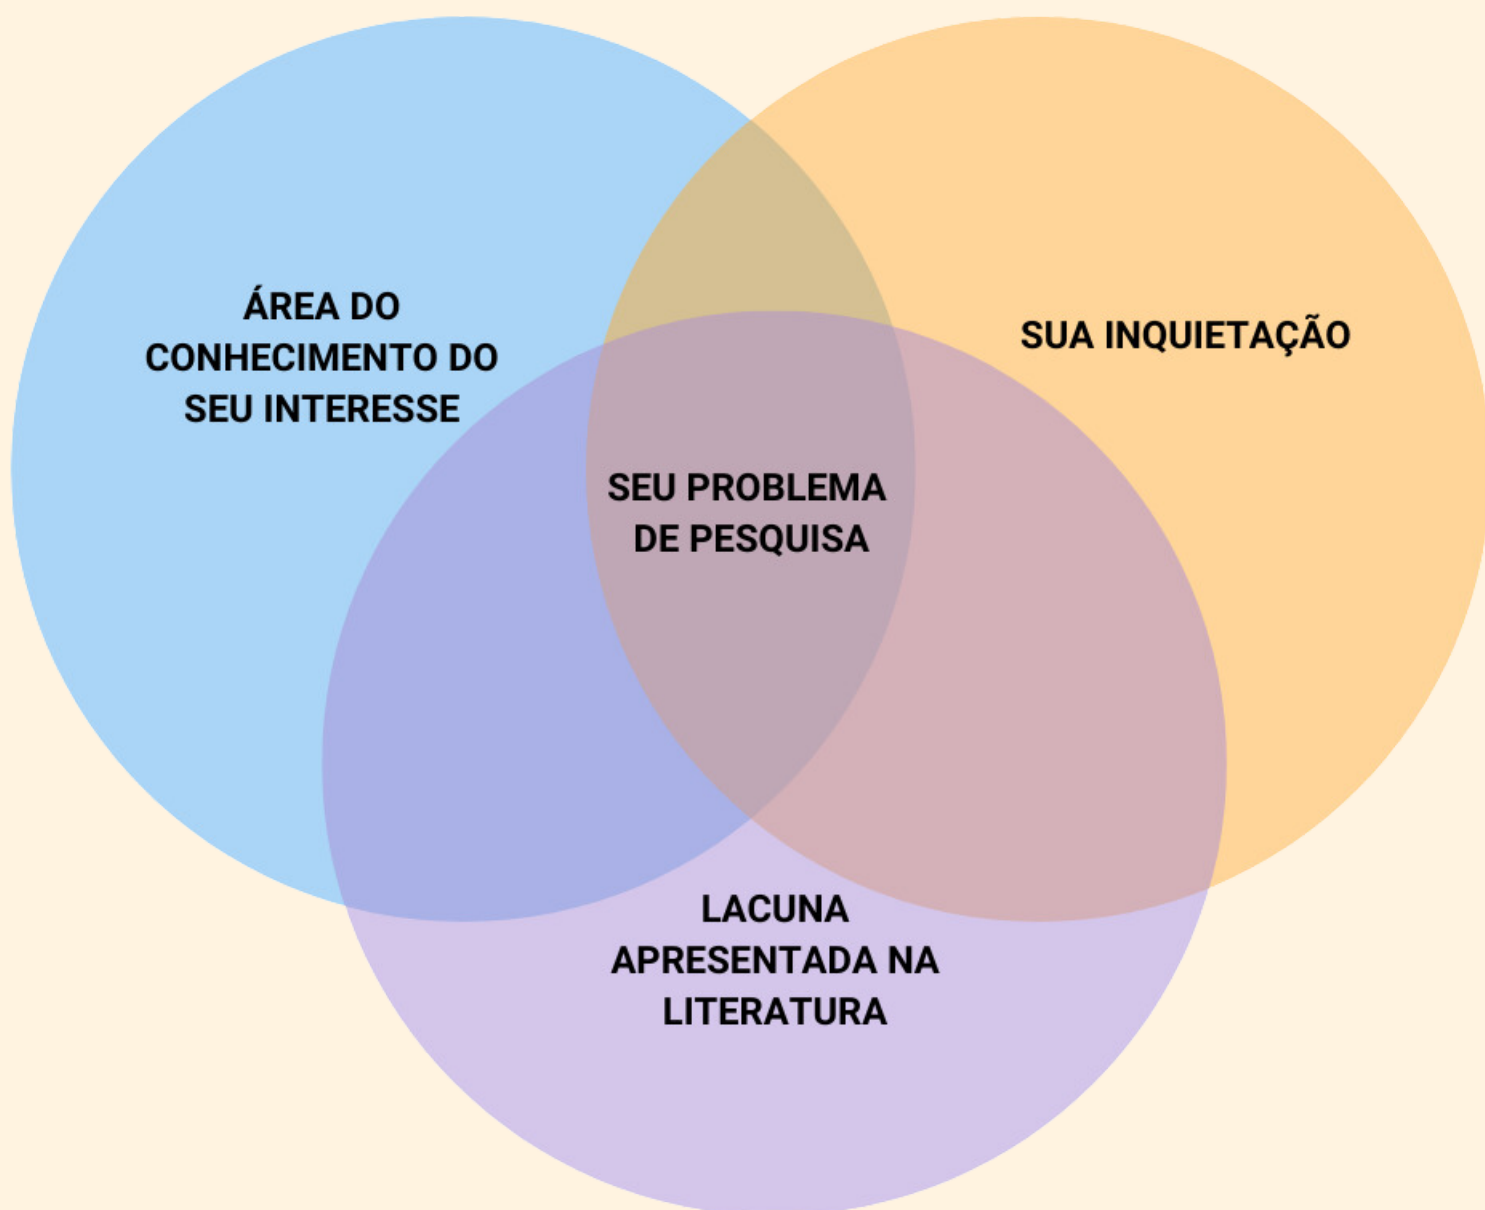 ÁREA DO
CONHECIMENTO DO
SEU INTERESSE
SUA INQUIETAÇÃO
SEU PROBLEMA
DE PESQUISA
LACUNA
APRESENTADA NA
LITERATURA